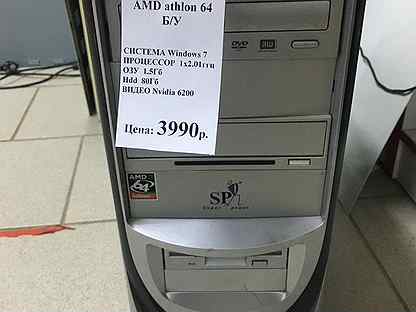 AMD athlon 64
Б/У
СИСТЕМА Windows 7
ПРОЦЕССОР 1x2.01ггц
ОЗУ 1.5Гб
Hdd 80Гб
ВИДЕО Nvidia 6200
Цена: 3990р.
DVD
AMD
64
SP